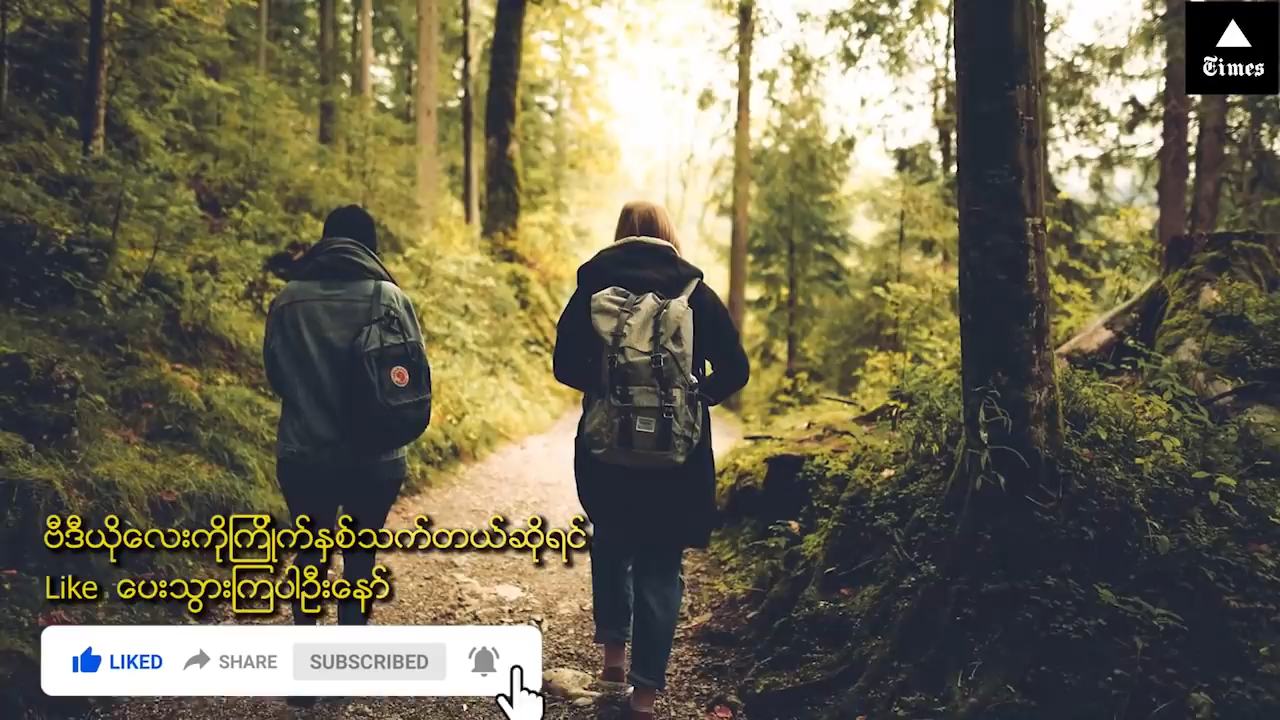 Times
ဗီဒီယိုလေးကိုကြိုက်နှစ်သက်တယ်ဆိုရင်
Like ပေးသွားကြပါဦးနော်
LIKED SHARE SUBSCRIBED